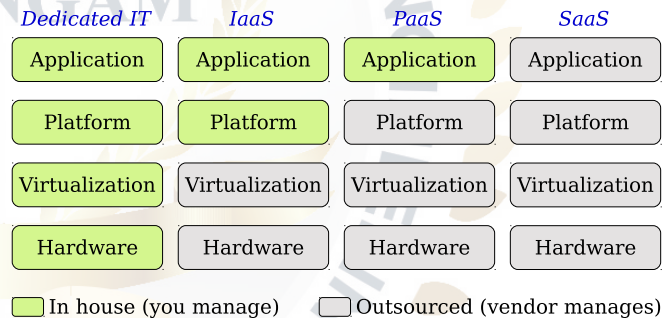 Dedicated IT IaaS PaaS SaaS
Application Application Application Application
Platform Platform Platform Platform
Virtualization Virtualization Virtualization Virtualization
Hardware Hardware Hardware Hardware
In house (you manage) Outsourced (vendor manages)